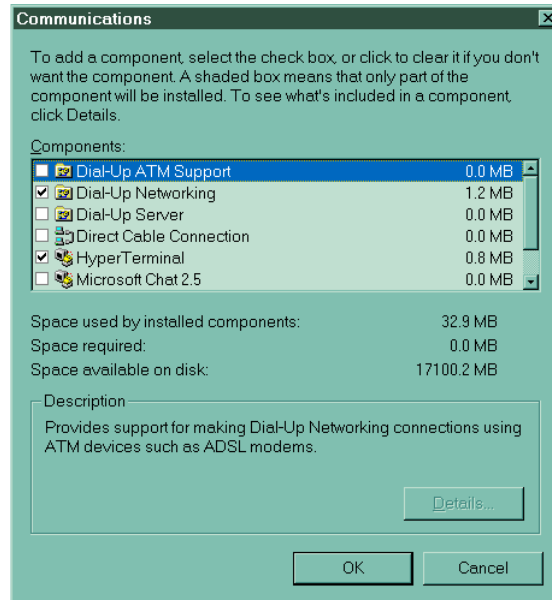 Communications
To add a component, select the check box, or click to clear it if you don't
want the component. A shaded box means that only part of the
component will be installed. To see what's included in a component,
click Details.
Components:
Dial-Up ATM Support 0.0 MB
Dial-Up Networking 1.2 MB
Dial-Up Server 0.0 MB
Direct Cable Connection 0.0 MB
HyperTerminal 0.8 MB
Microsoft Chat 2.5 0.0 MB
Space used by installed components: 32.9 MB
Space required: 0.0 MB
Space available on disk: 17100.2 MB
Description
Provides support for making Dial-Up Networking connections using
ATM devices such as ADSL modems.
Details...
OK Cancel